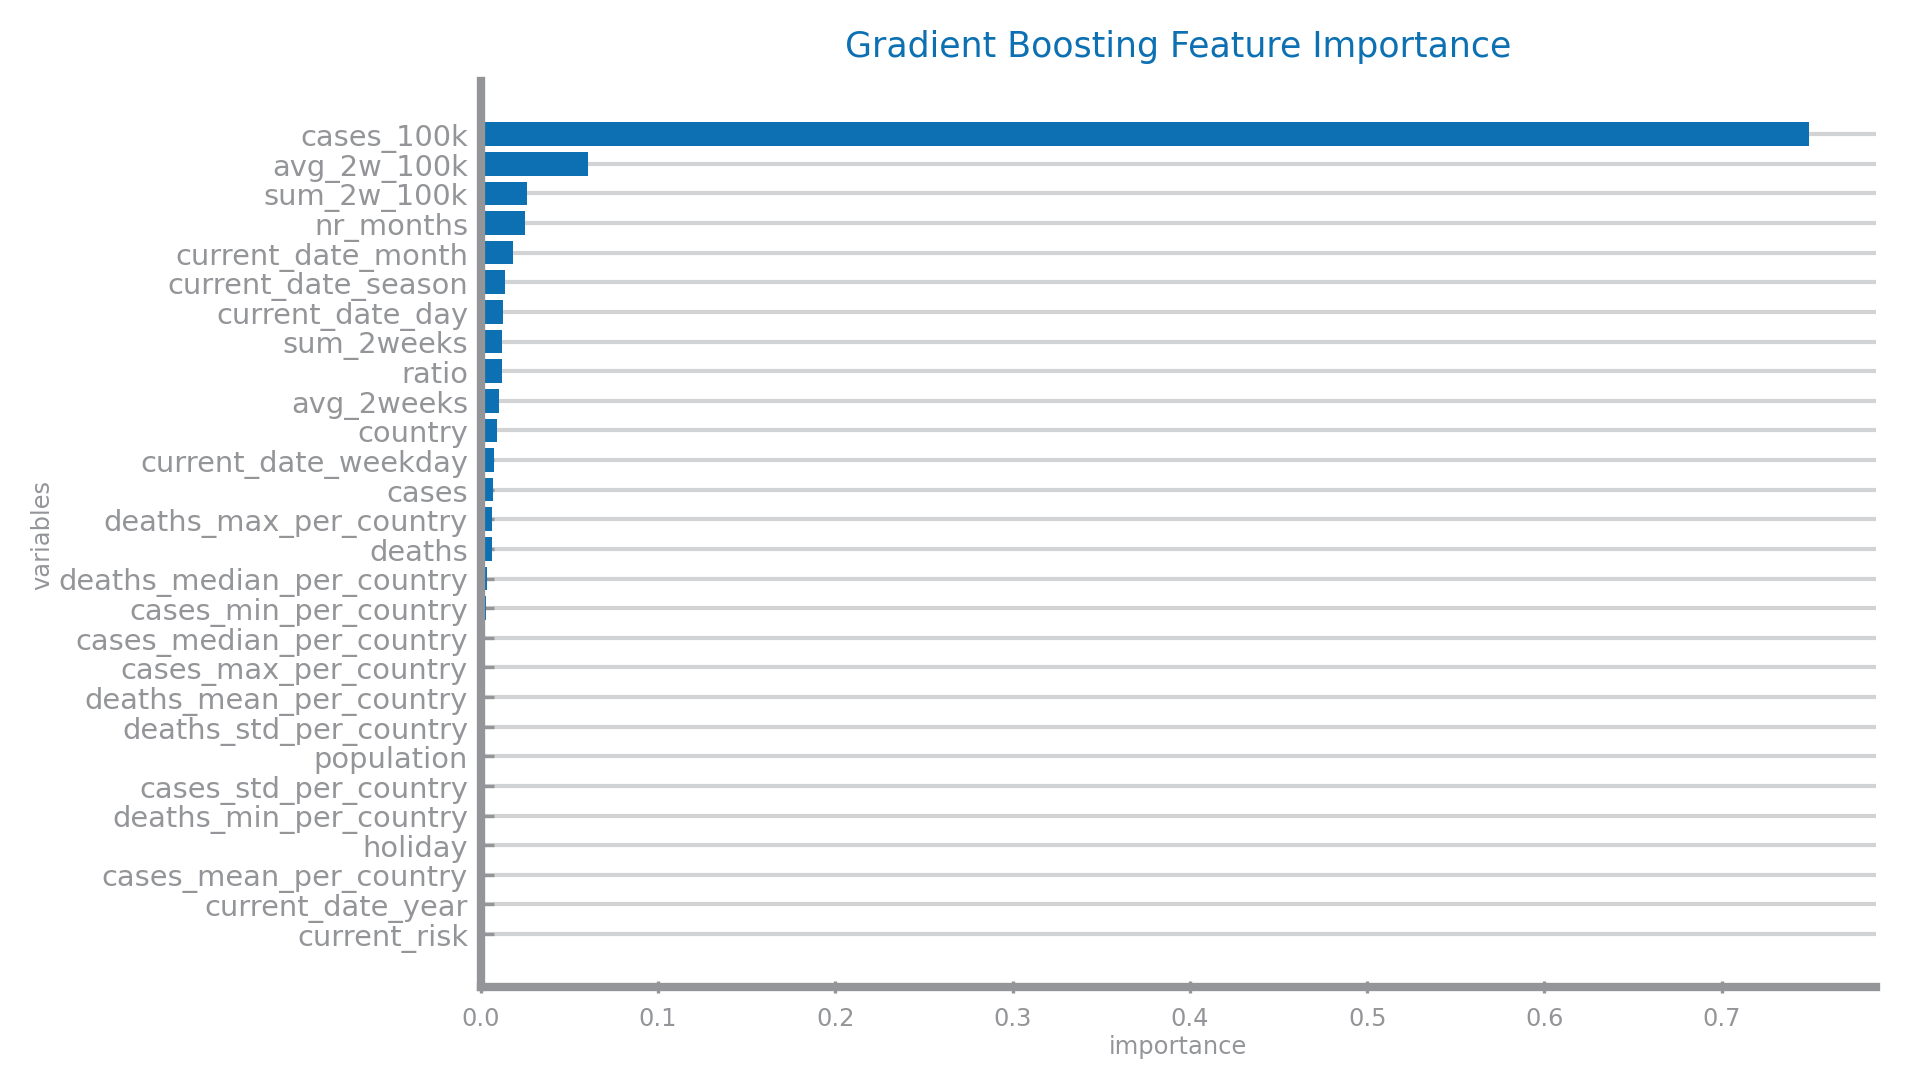 Gradient Boosting Feature Importance
cases_100k
avg_2w_100k
sum_2w_100k
nr_months
current_date_month
current_date_season
current_date_day
sum_2weeks
ratio
avg_2weeks
country
current_date_weekday
cases
deaths_max_per_country
deaths
deaths_median_per_country
cases_min_per_country
cases_median_per_country
cases_max_per_country
deaths_mean_per_country
deaths_std_per_country
population
cases_std_per_country
deaths_min_per_country
holiday
cases_mean_per_country
current_date_year
current_risk
variables
0.0 0.1 0.2 0.3 0.4 0.5 0.6 0.7
importance